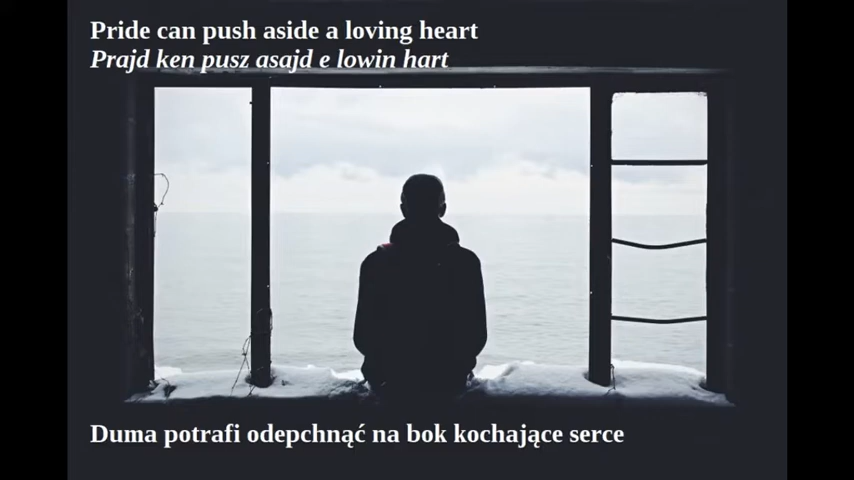 Pride can push aside a loving heart
Prajd ken pusz asajd e lowin hart
Duma potrafi odepchnąć na bok kochające serce